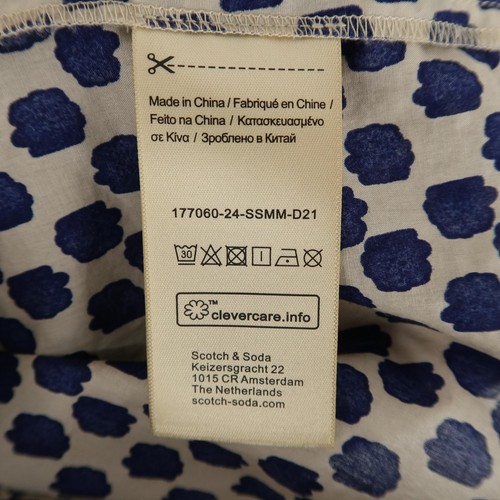 Made in China / Fabriqué en Chine /
Feito na China / Κατασκευασμένο
σε Κίνα / Зроблено в Китай
177060-24-SSMM-D21
30
™
clevercare.info
Scotch & Soda
Keizersgracht 22
1015 CR Amsterdam
The Netherlands
scotch-soda.com